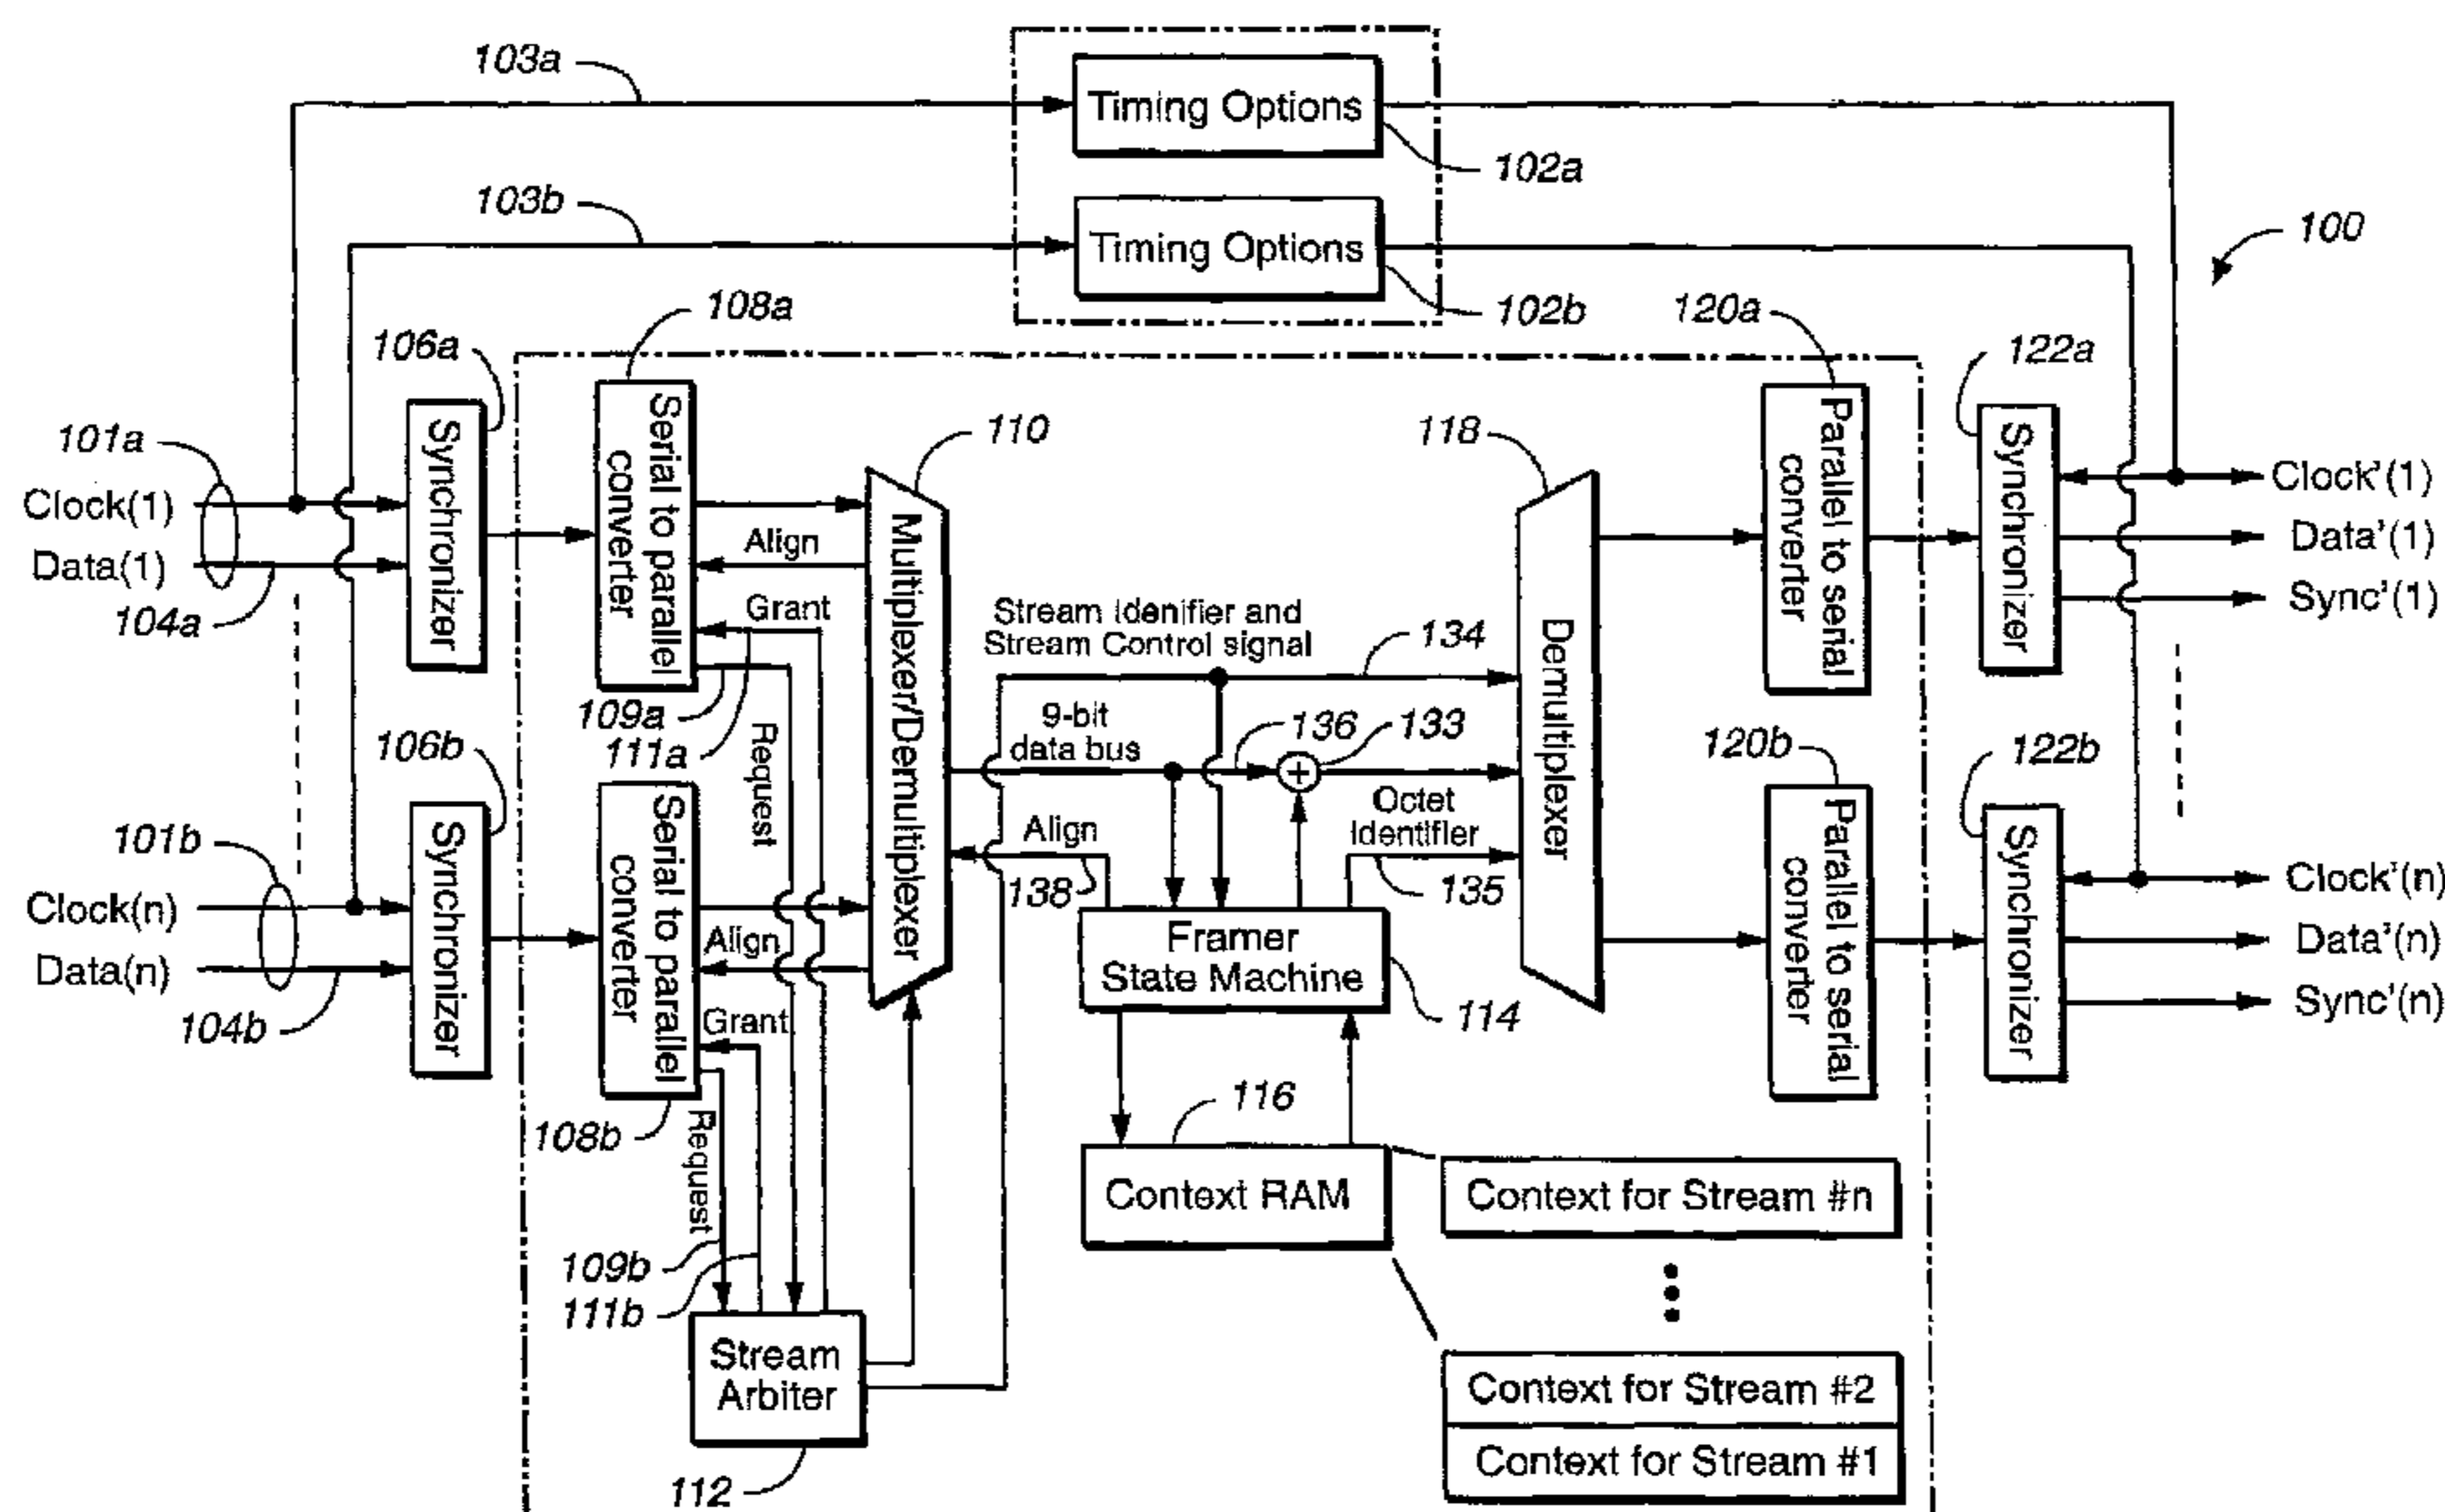 103a
Timing Options
102a
103b
Timing Options
102b
100
108a
106a
120a
122a
101a
Clock(1)
Data(1)
104a
Synchronizer
Serial to parallel
converter
Align
Grant
109a
111a
Request
110
Multiplexer/Demultiplexer
Stream Idenifier and
Stream Control signal
134
9-bit
data bus
136
133
Octet
Identifier
135
Align
138
118
Demultiplexer
Parallel to serial
converter
Synchronizer
Clock'(1)
Data'(1)
Sync'(1)
106b
101b
Clock(n)
Data(n)
104b
Synchronizer
Serial to parallel
converter
Align
Grant
108b
Request
109b
111b
Stream
Arbiter
112
Framer
State Machine
114
116
Context RAM
Context for Stream #n
Context for Stream #2
Context for Stream #1
120b
Parallel to serial
converter
122b
Synchronizer
Clock'(n)
Data'(n)
Sync'(n)